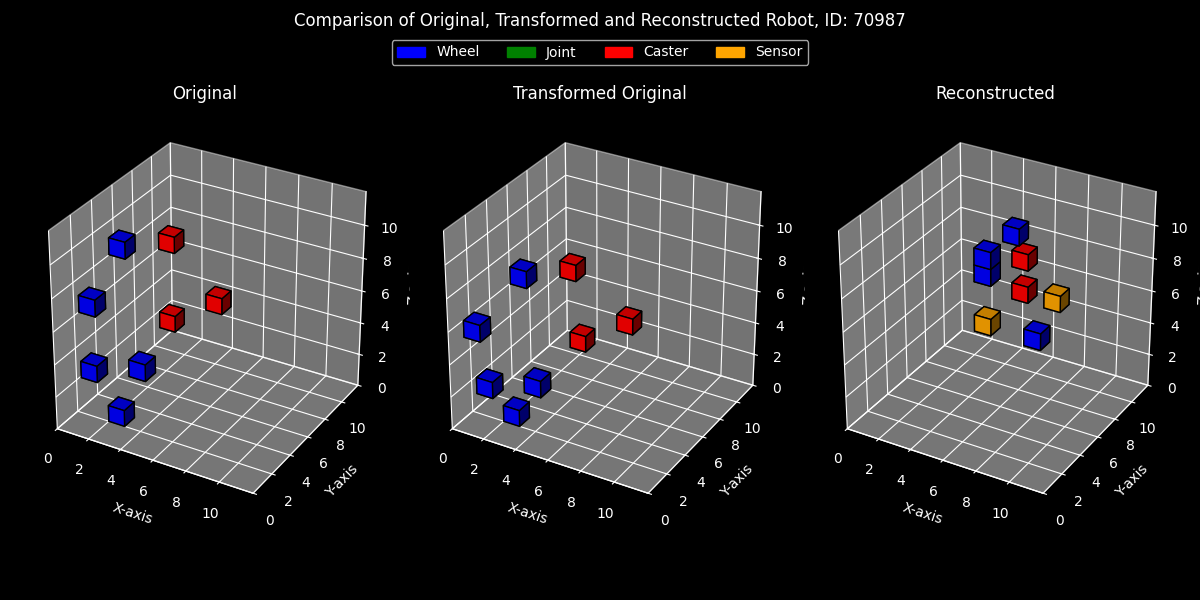 Comparison of Original, Transformed and Reconstructed Robot, ID: 70987
Wheel Joint Caster Sensor
Original Transformed Original Reconstructed
10 10 10
8 8 8
6 6 6
4 4 4
2 2 2
0 0 0
10 10 10
8 8 8
6 6 6
4 4 4
2 2 2
0 0 0
0 2 4 6 8 10 0 2 4 6 8 10 0 2 4 6 8 10
X-axis Y-axis X-axis Y-axis X-axis Y-axis